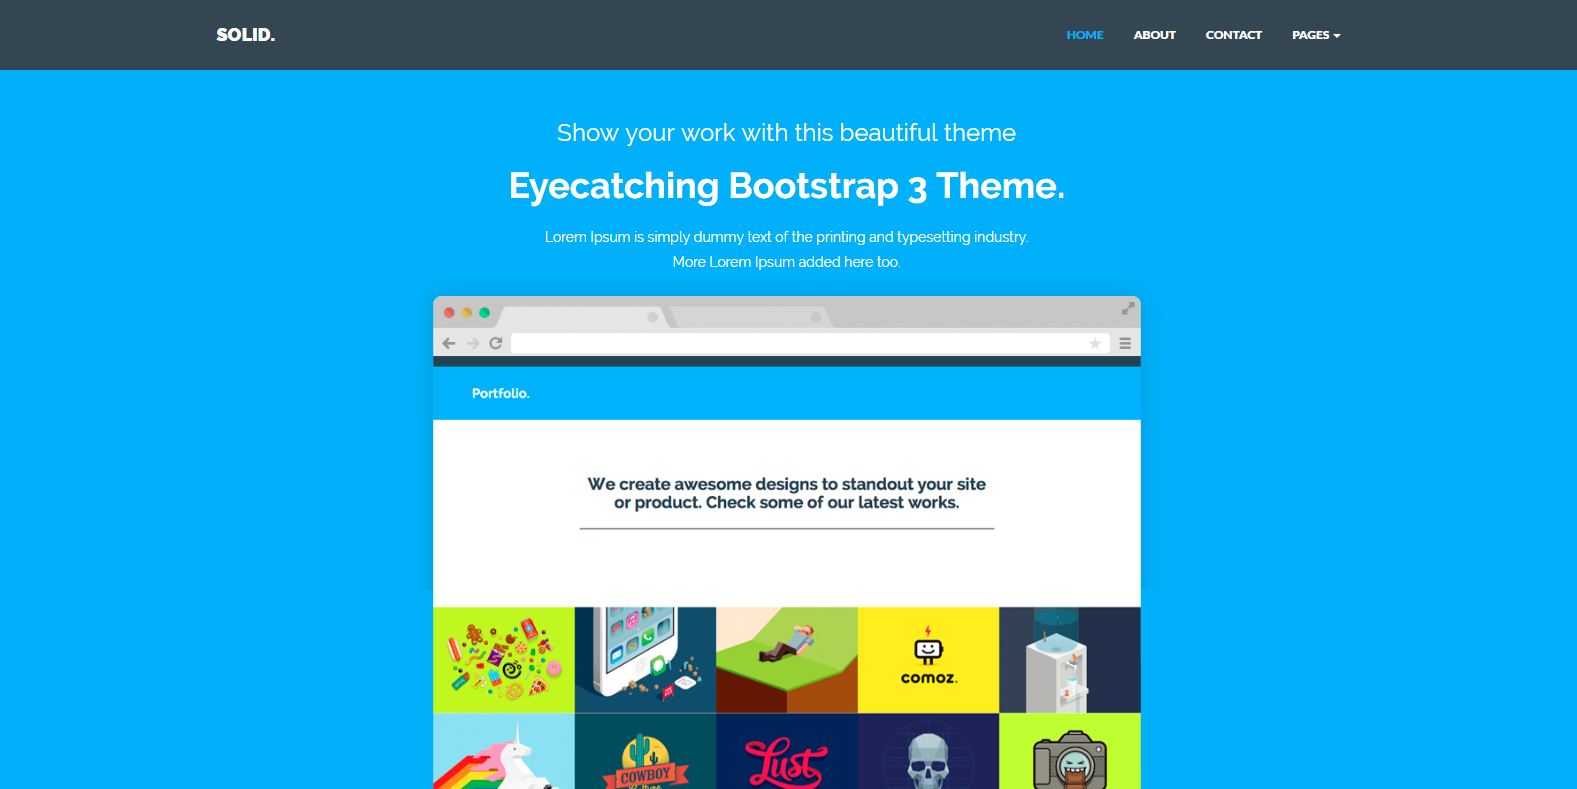 SOLID.
HOME ABOUT CONTACT PAGES
Show your work with this beautiful theme
Eyecatching Bootstrap 3 Theme.
Lorem Ipsum is simply dummy text of the printing and typesetting industry.
More Lorem Ipsum added here too.
Portfolio.
We create awesome designs to standout your site
or product. Check some of our latest works.
comoz.
COWBOY
Lust